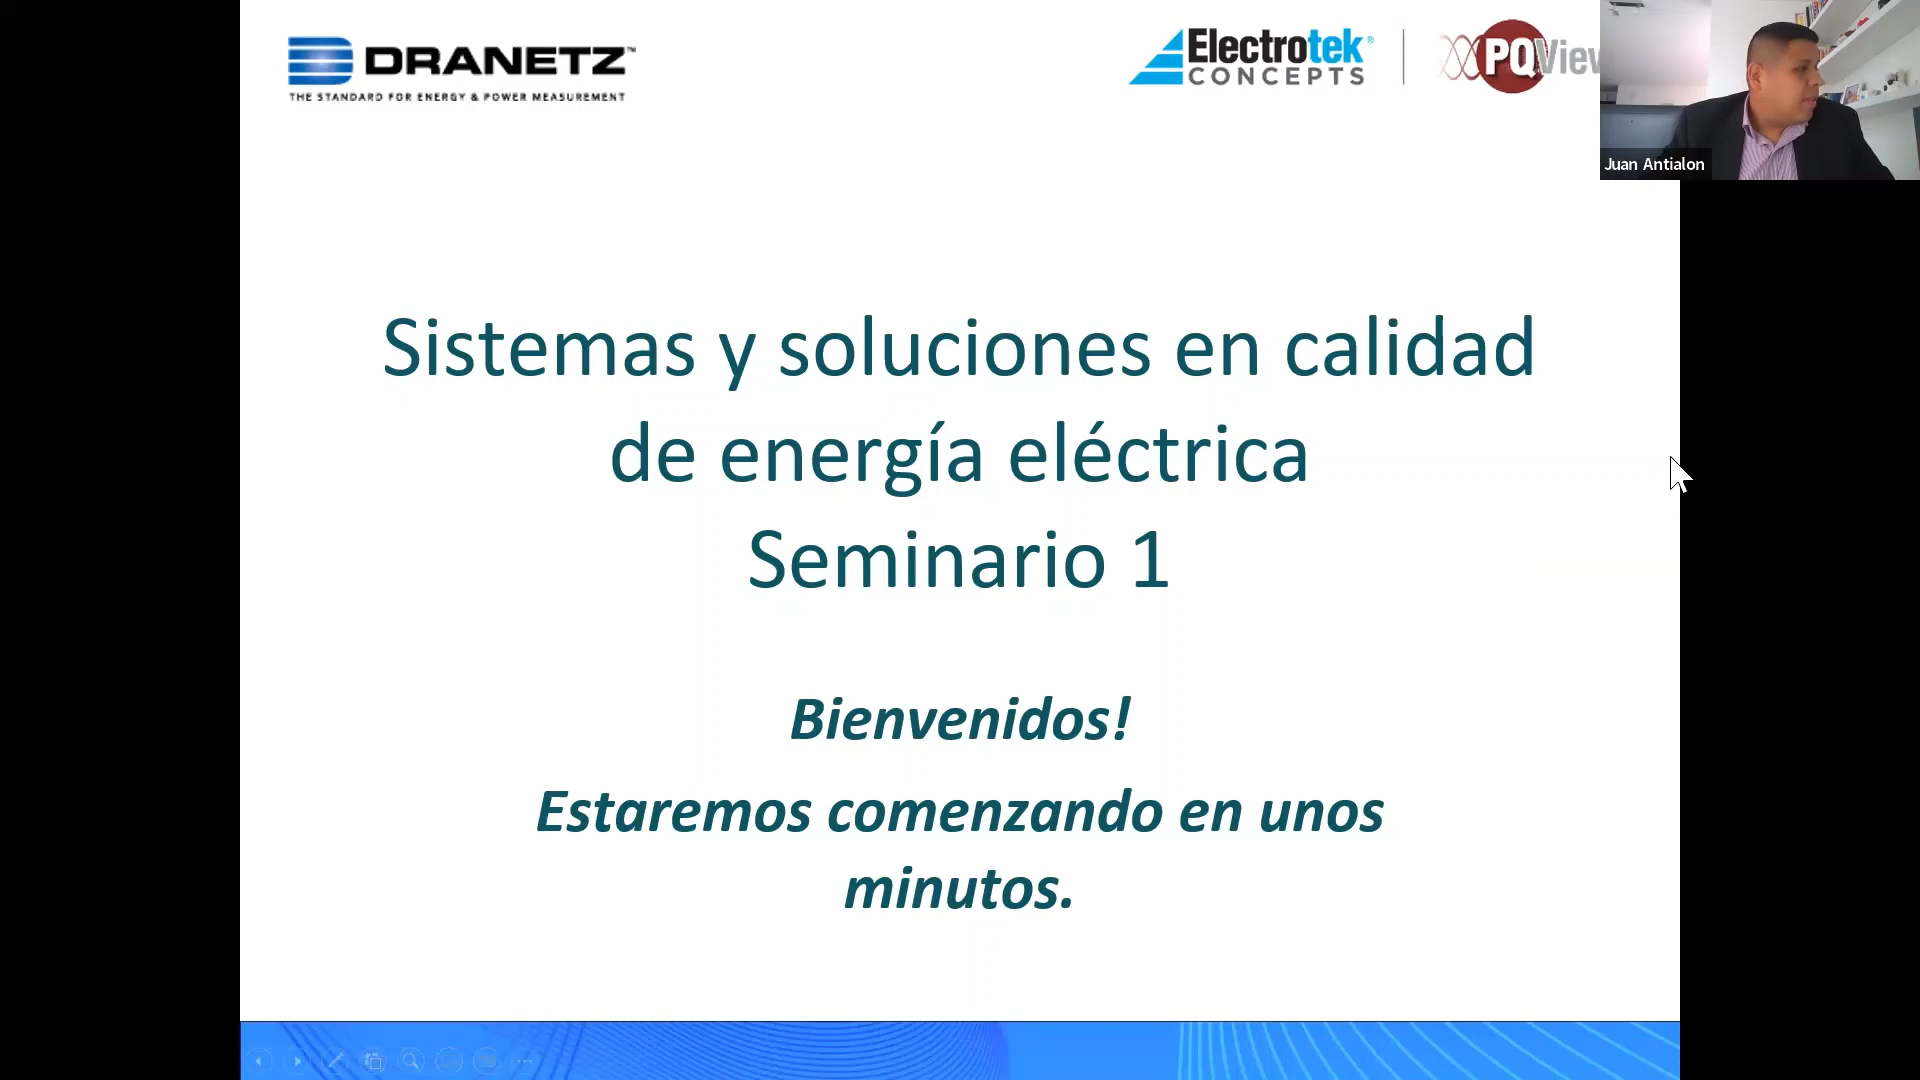 DRANETZ™
THE STANDARD FOR ENERGY & POWER MEASUREMENT
Electrotek®
CONCEPTS
PQView
Juan Antialon
Sistemas y soluciones en calidad
de energía eléctrica
Seminario 1
Bienvenidos!
Estaremos comenzando en unos
minutos.